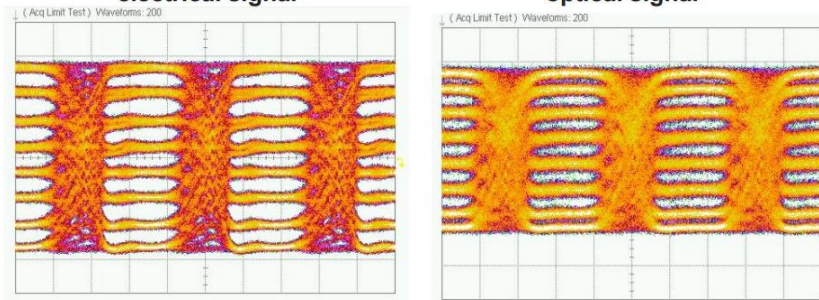 electrical signal
optical signal
( Acq Limit Test ) Waveforms: 200
( Acq Limit Test ) Waveforms: 200